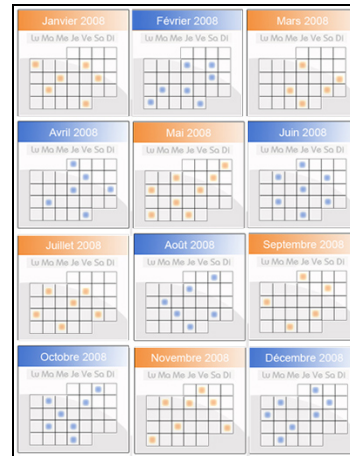 Janvier 2008
Lu Ma Me Je Ve Sa Di
Février 2008
Lu Ma Me Je Ve Sa Di
Mars 2008
Lu Ma Me Je Ve Sa Di
Avril 2008
Lu Ma Me Je Ve Sa Di
Mai 2008
Lu Ma Me Je Ve Sa Di
Juin 2008
Lu Ma Me Je Ve Sa Di
Juillet 2008
Lu Ma Me Je Ve Sa Di
Août 2008
Lu Ma Me Je Ve Sa Di
Septembre 2008
Lu Ma Me Je Ve Sa Di
Octobre 2008
Lu Ma Me Je Ve Sa Di
Novembre 2008
Lu Ma Me Je Ve Sa Di
Décembre 2008
Lu Ma Me Je Ve Sa Di